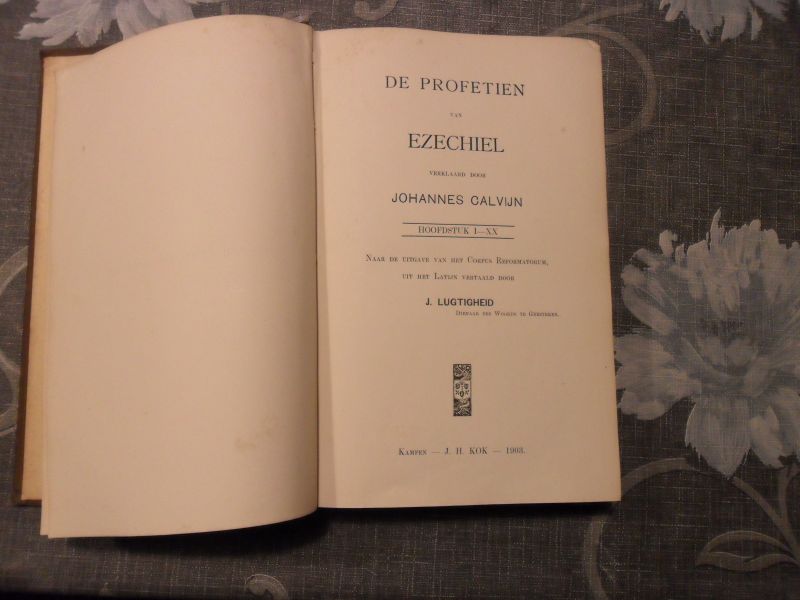 DE PROFETIEN
VAN
EZECHIEL
VERKLAARD DOOR
JOHANNES CALVIJN
HOOFDSTUK I—XX
NAAR DE UITGAVE VAN HET CORPUS REFORMATORUM,
UIT HET LATIJN VERTAALD DOOR
J. LUGTIGHEID
DIENAAR DES WOORDS TE GENEMUIDEN.
KAMPEN — J. H. KOK — 1903.